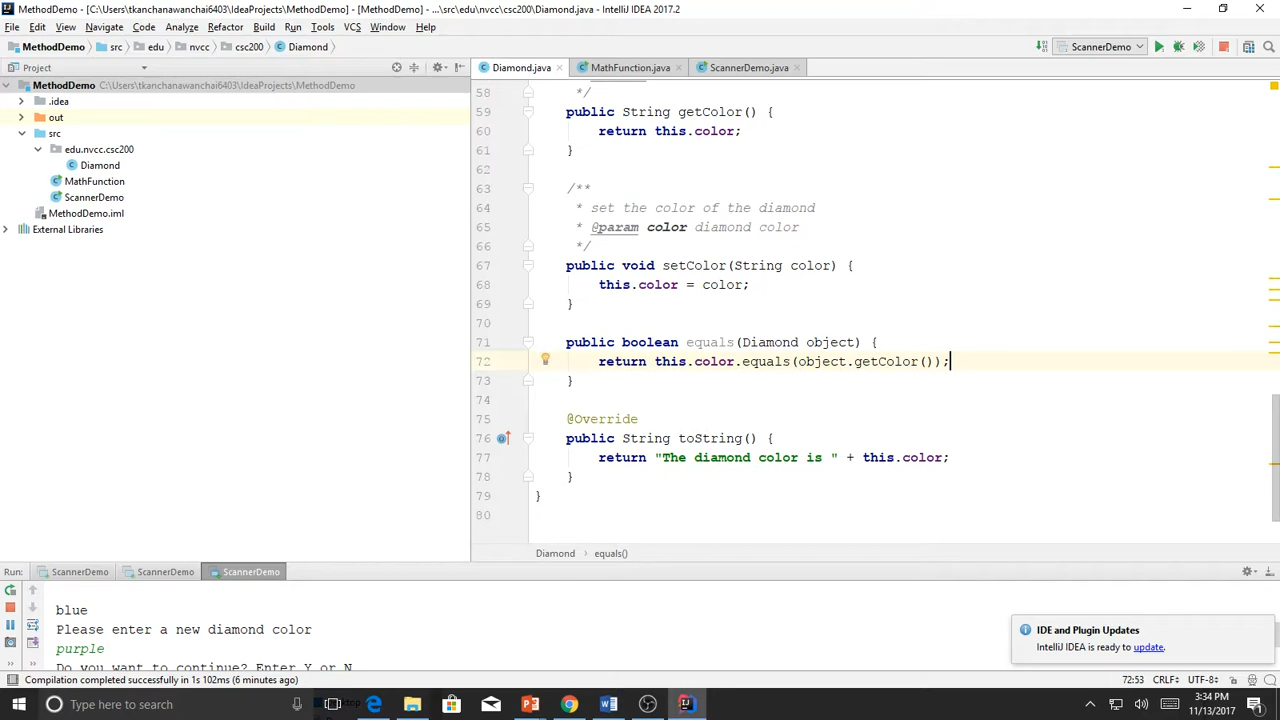 MethodDemo - [C:\Users\tkanchanawanchai6403\IdeaProjects\MethodDemo] - [MethodDemo] - ...\src\edu\nvcc\csc200\Diamond.java - IntelliJ IDEA 2017.2
File Edit View Navigate Code Analyze Refactor Build Run Tools VCS Window Help
MethodDemo src edu nvcc csc200 Diamond ScannerDemo
Project Diamond.java MathFunction.java ScannerDemo.java
MethodDemo C:\Users\tkanchanawanchai6403\IdeaProjects\MethodDemo
.idea
out
src
edu.nvcc.csc200
Diamond
MathFunction
ScannerDemo
MethodDemo.iml
External Libraries
58 */
59 public String getColor() {
60 return this.color;
61 }
62
63 /**
64 * set the color of the diamond
65 * @param color diamond color
66 */
67 public void setColor(String color) {
68 this.color = color;
69 }
70
71 public boolean equals(Diamond object) {
72 return this.color.equals(object.getColor());
73 }
74
75 @Override
76 public String toString() {
77 return "The diamond color is " + this.color;
78 }
79 }
80
Diamond equals()
Run: ScannerDemo ScannerDemo ScannerDemo
blue
Please enter a new diamond color
purple
Do you want to continue? Enter Y or N
IDE and Plugin Updates
IntelliJ IDEA is ready to update.
Compilation completed successfully in 1s 102ms (6 minutes ago) 72:53 CRLF÷ UTF-8÷
Type here to search
3:34 PM
11/13/2017